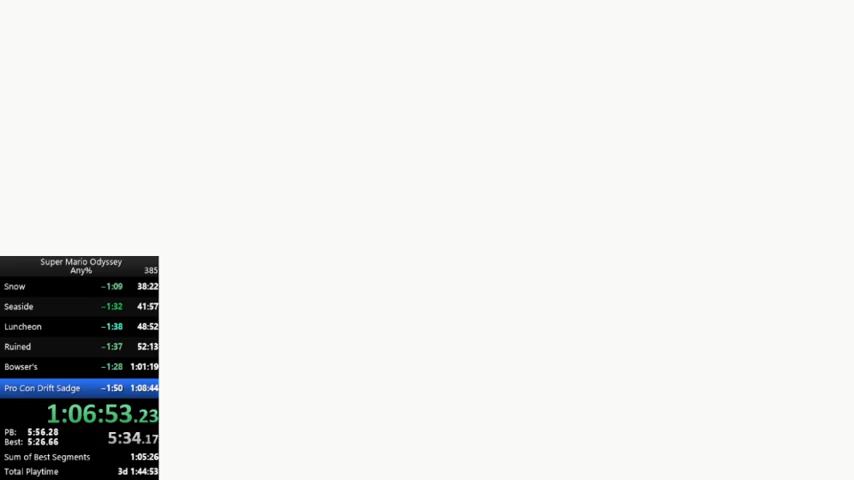 Super Mario Odyssey
Any% 385
Snow −1:09 38:22
Seaside −1:32 41:57
Luncheon −1:38 48:52
Ruined −1:37 52:13
Bowser's −1:28 1:01:19
Pro Con Drift Sadge −1:50 1:08:44
1:06:53.23
PB: 5:56.28
Best: 5:26.66 5:34.17
Sum of Best Segments 1:05:26
Total Playtime 3d 1:44:53